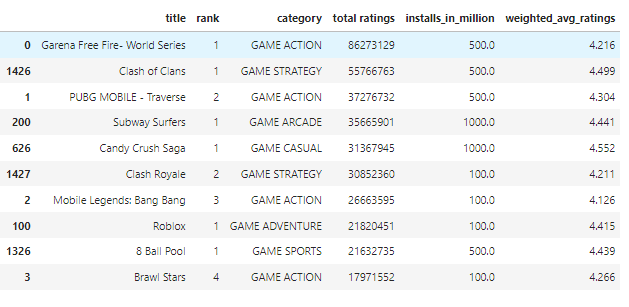 title rank category total ratings installs_in_million weighted_avg_ratings
0 Garena Free Fire- World Series 1 GAME ACTION 86273129 500.0 4.216
1426 Clash of Clans 1 GAME STRATEGY 55766763 500.0 4.499
1 PUBG MOBILE - Traverse 2 GAME ACTION 37276732 500.0 4.304
200 Subway Surfers 1 GAME ARCADE 35665901 1000.0 4.441
626 Candy Crush Saga 1 GAME CASUAL 31367945 1000.0 4.552
1427 Clash Royale 2 GAME STRATEGY 30852360 100.0 4.211
2 Mobile Legends: Bang Bang 3 GAME ACTION 26663595 100.0 4.126
100 Roblox 1 GAME ADVENTURE 21820451 100.0 4.415
1326 8 Ball Pool 1 GAME SPORTS 21632735 500.0 4.439
3 Brawl Stars 4 GAME ACTION 17971552 100.0 4.266